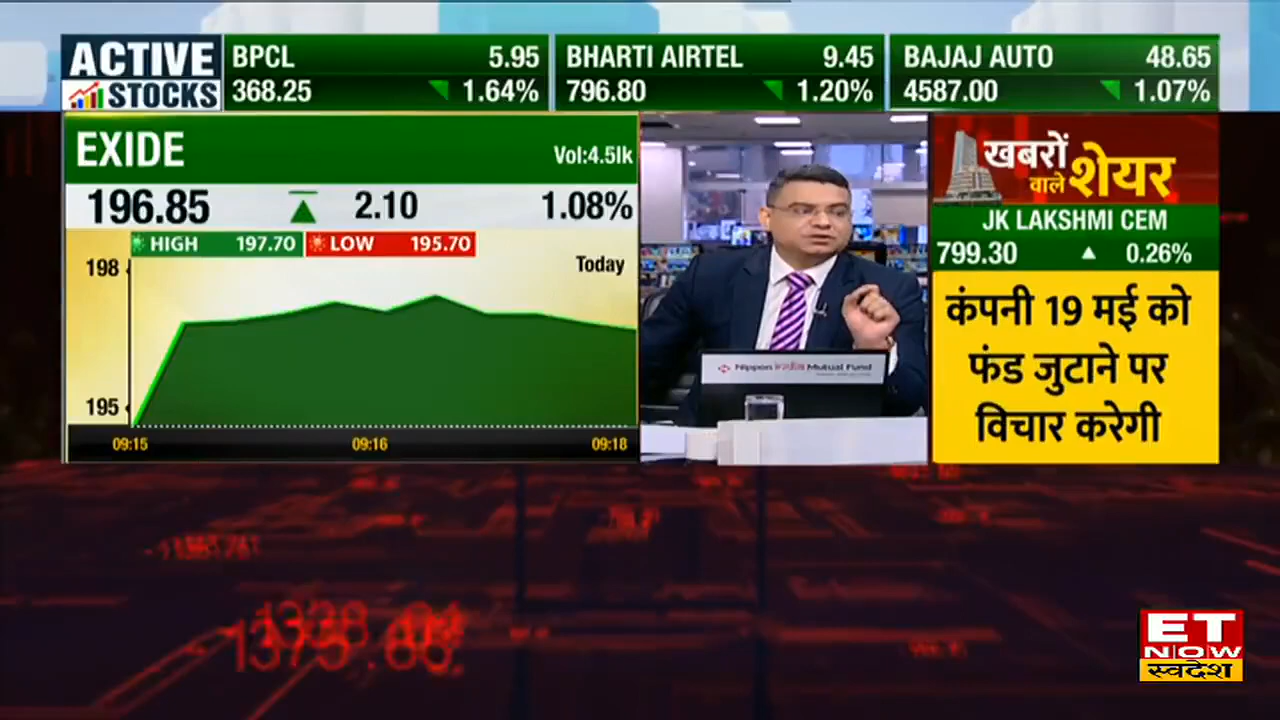 ACTIVE
STOCKS
BPCL 5.95
368.25 1.64%
BHARTI AIRTEL 9.45
796.80 1.20%
BAJAJ AUTO 48.65
4587.00 1.07%
EXIDE
Vol:4.5lk
196.85 2.10 1.08%
HIGH 197.70 LOW 195.70
Today
198
195
09:15 09:16 09:18
Nippon Mutual Fund
खबरों
वाले शेयर
JK LAKSHMI CEM
799.30 0.26%
कंपनी 19 मई को
फंड जुटाने पर
विचार करेगी
ET
NOW
स्वदेश